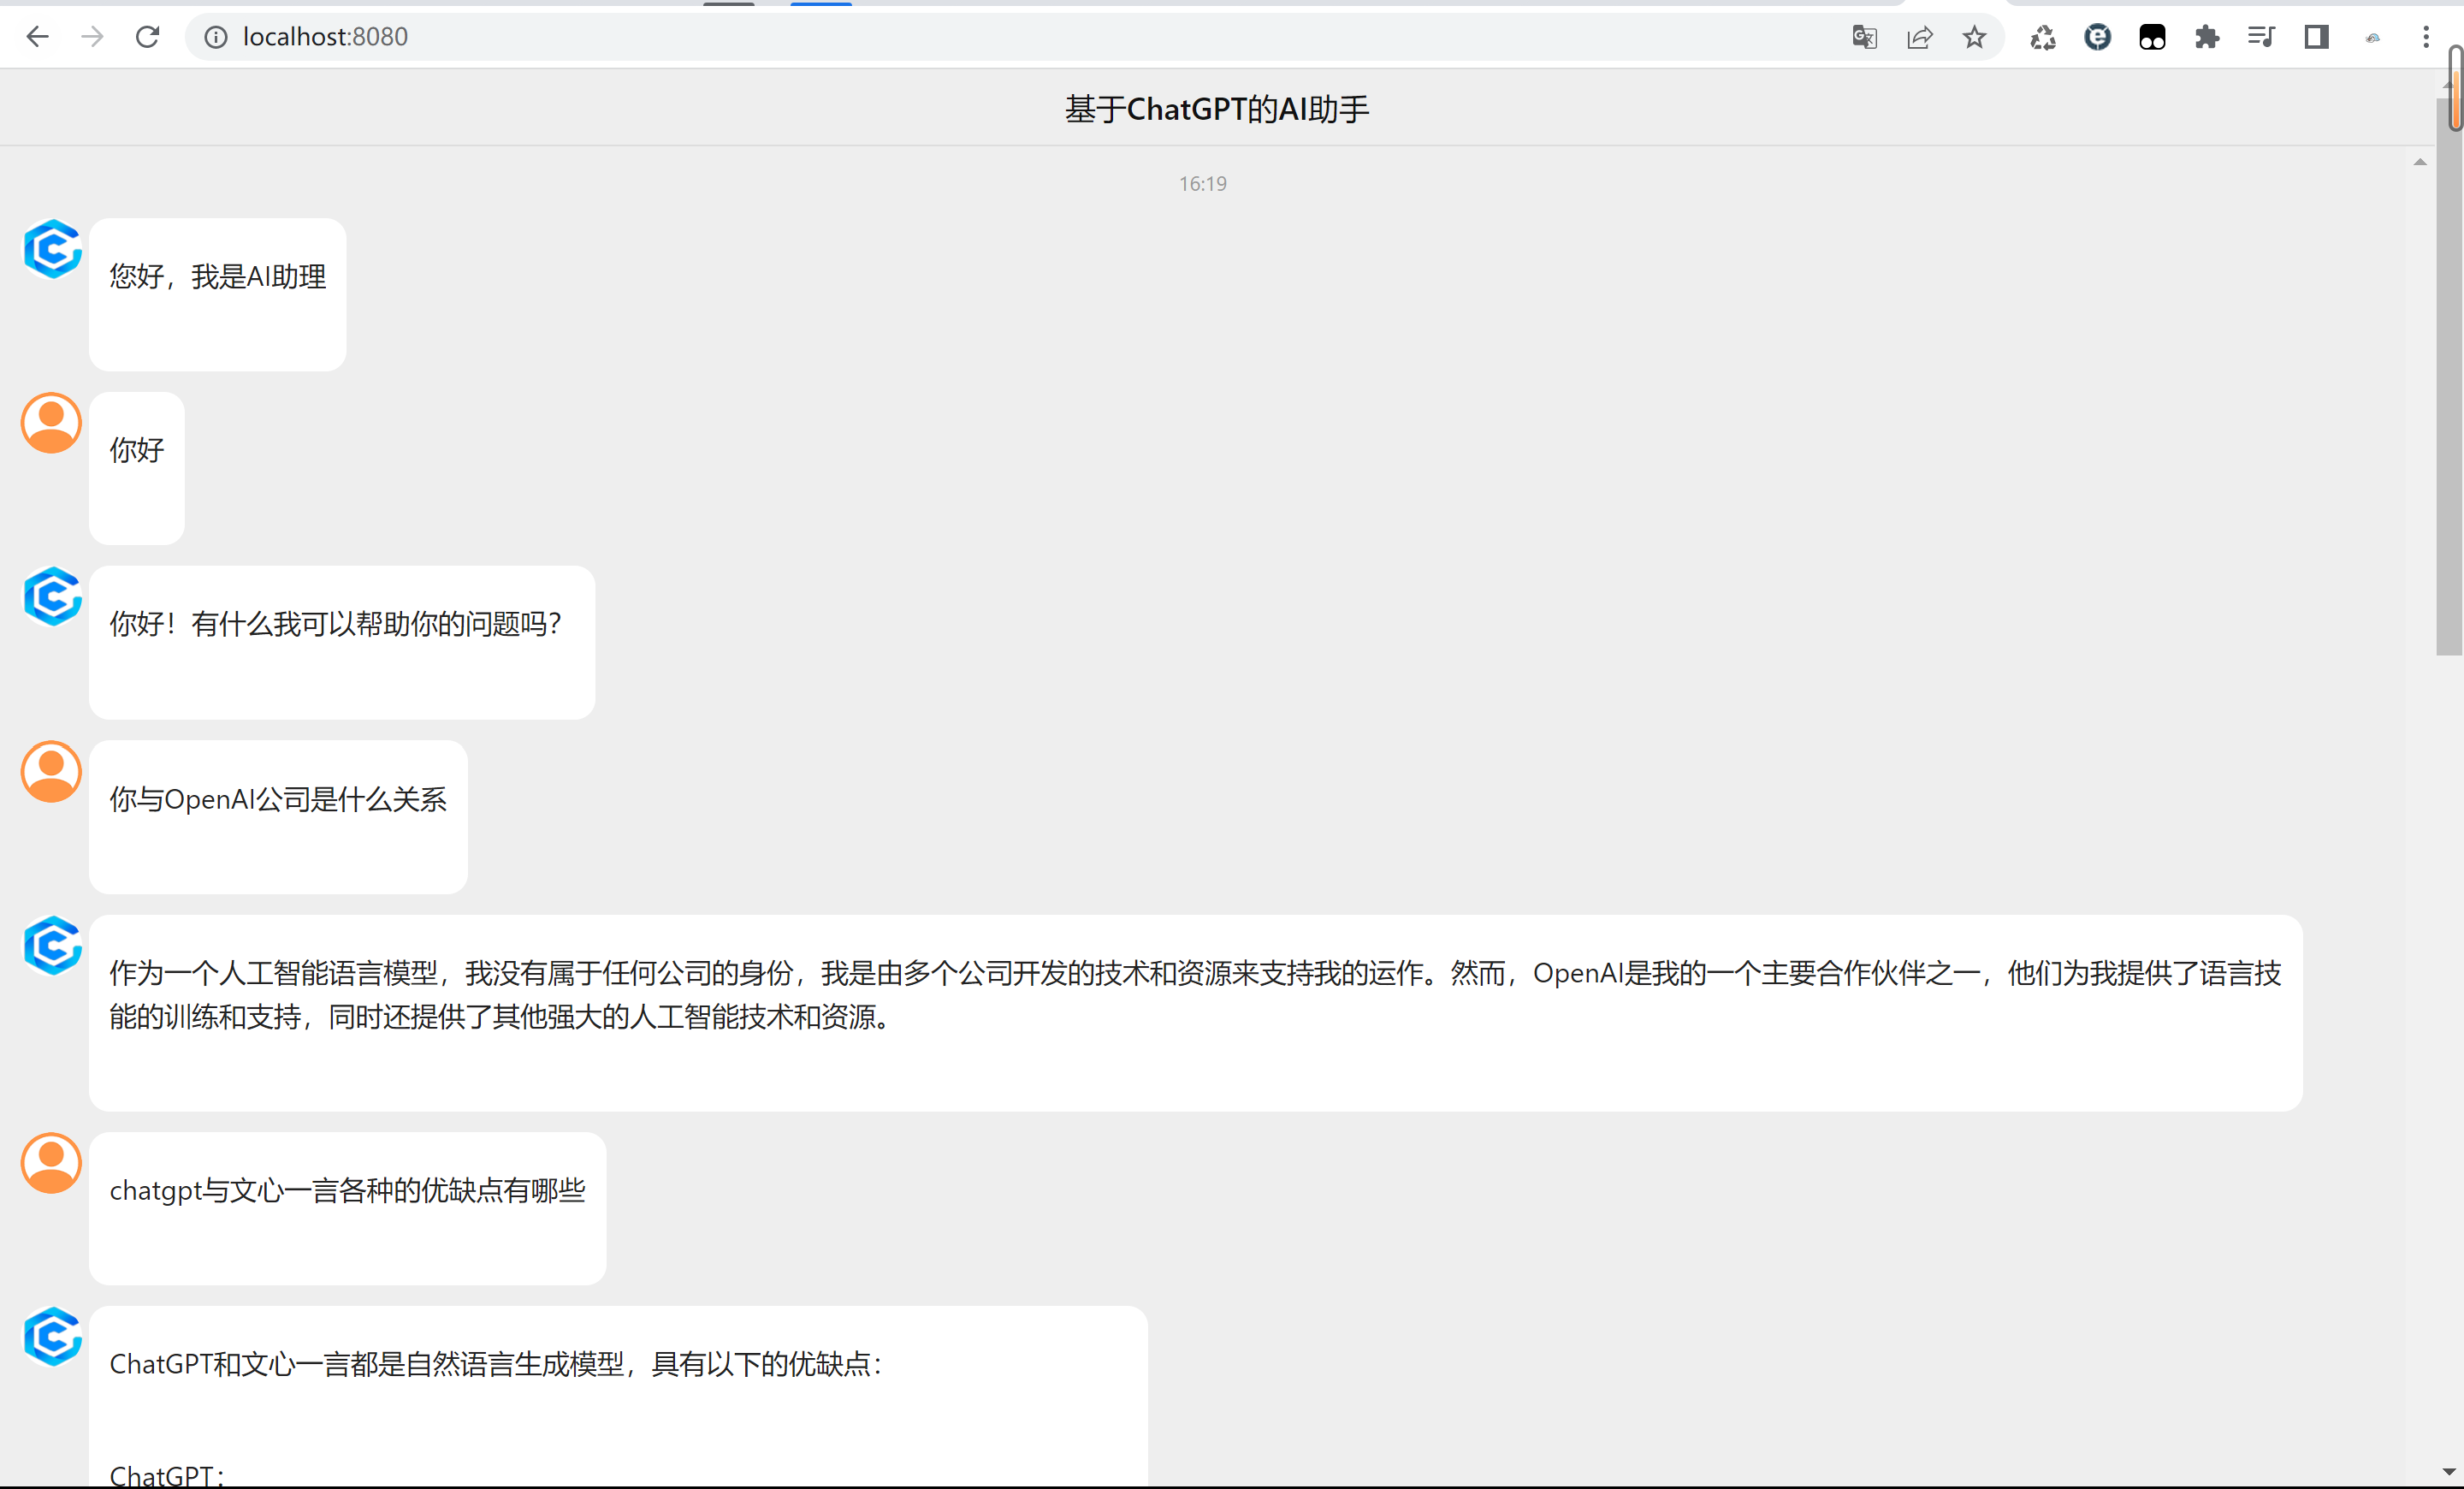 localhost:8080
基于ChatGPT的AI助手
16:19
您好，我是AI助理
你好
你好！有什么我可以帮助你的问题吗？
你与OpenAI公司是什么关系
作为一个人工智能语言模型，我没有属于任何公司的身份，我是由多个公司开发的技术和资源来支持我的运作。然而，OpenAI是我的一个主要合作伙伴之一，他们为我提供了语言技
能的训练和支持，同时还提供了其他强大的人工智能技术和资源。
chatgpt与文心一言各种的优缺点有哪些
ChatGPT和文心一言都是自然语言生成模型，具有以下的优缺点：
ChatGPT：